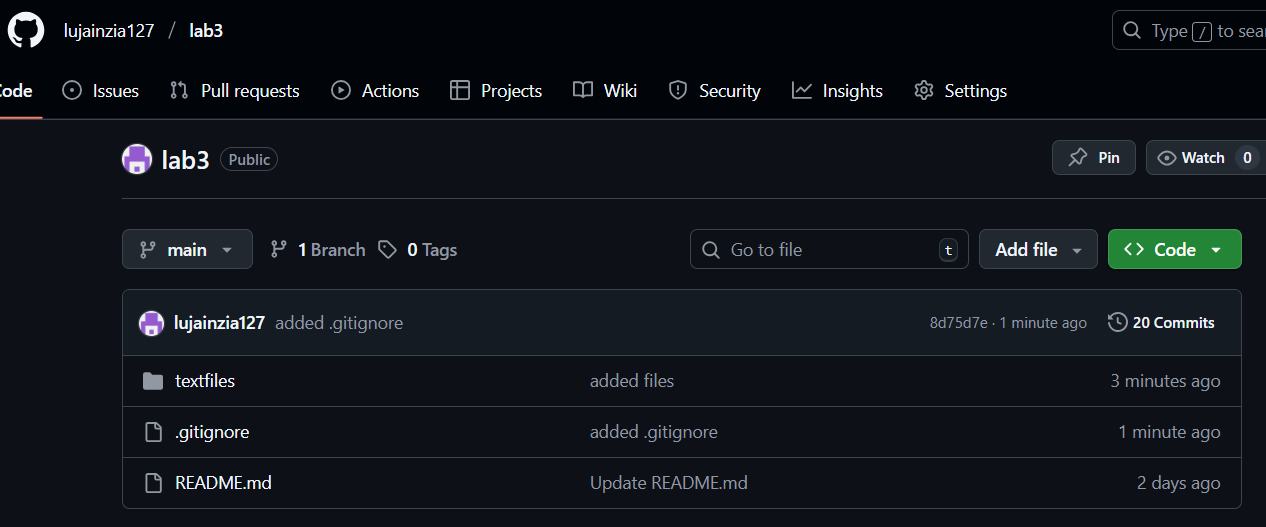 lujainzia127 / lab3
Type / to sea
Code Issues Pull requests Actions Projects Wiki Security Insights Settings
lab3 Public
Pin Watch 0
main 1 Branch 0 Tags
Go to file t Add file Code
lujainzia127 added .gitignore 8d75d7e · 1 minute ago 20 Commits
textfiles added files 3 minutes ago
.gitignore added .gitignore 1 minute ago
README.md Update README.md 2 days ago